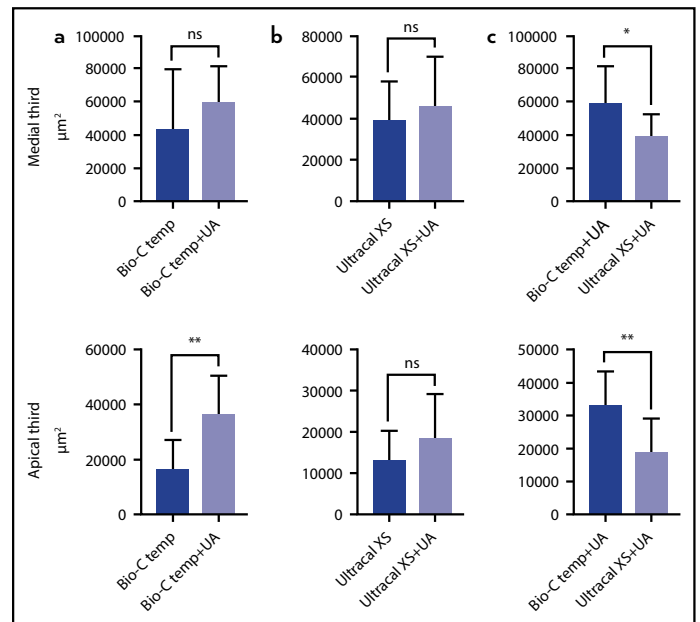 a
Medial third
µm²
100000
80000
60000
40000
20000
0
ns
Bio-C temp
Bio-C temp+UA
b
80000
60000
40000
20000
0
ns
Ultracal XS
Ultracal XS+UA
c
100000
80000
60000
40000
20000
0
*
Bio-C temp+UA
Ultracal XS+UA
Apical third
µm²
60000
40000
20000
0
**
Bio-C temp
Bio-C temp+UA
40000
30000
20000
10000
0
ns
Ultracal XS
Ultracal XS+UA
50000
40000
30000
20000
10000
0
**
Bio-C temp+UA
Ultracal XS+UA